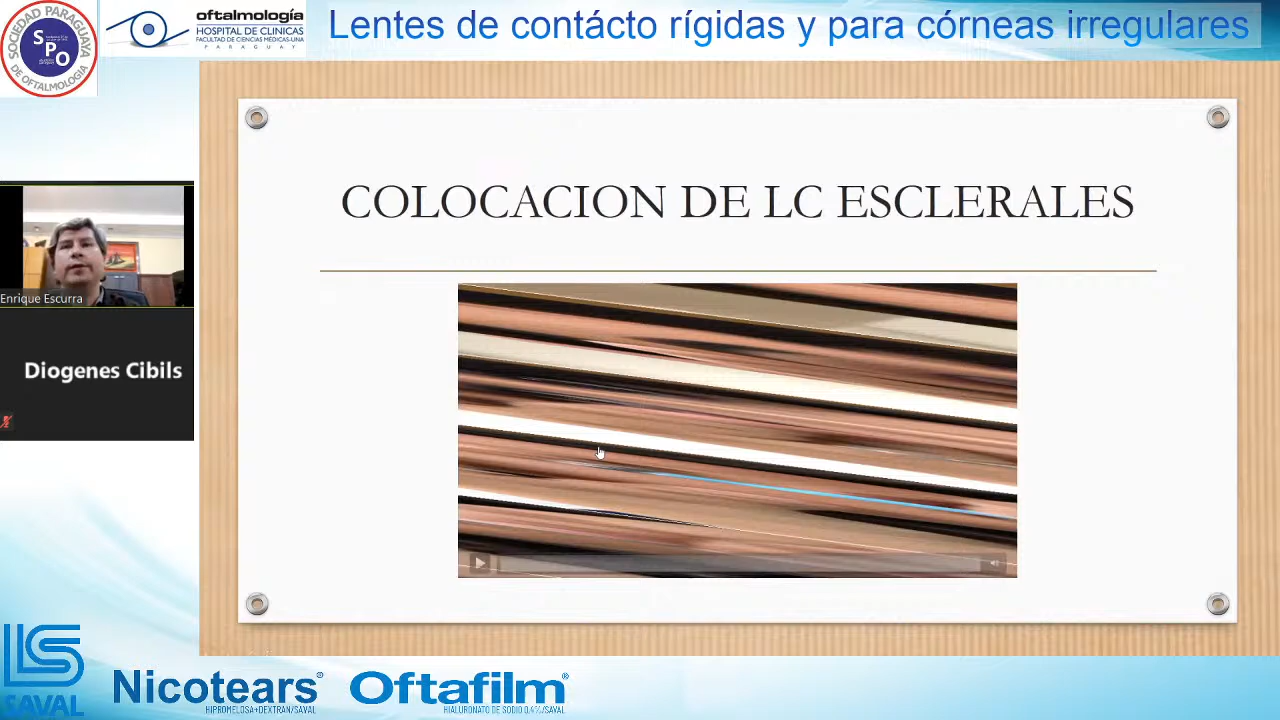 Lentes de contácto rígidas y para córneas irregulares
SOCIEDAD PARAGUAYA
SPO
DE OFTALMOLOGÍA
oftalmología
HOSPITAL DE CLINICAS
FACULTAD DE CIENCIAS MÉDICAS-UNA
PARAGUAY
COLOCACION DE LC ESCLERALES
Enrique Escurra
Diogenes Cibils
LS
SAVAL
Nicotears®
HIPROMELOSA+DEXTRAN/SAVAL
Oftafilm®
HIALURONATO DE SODIO 0.4%/SAVAL